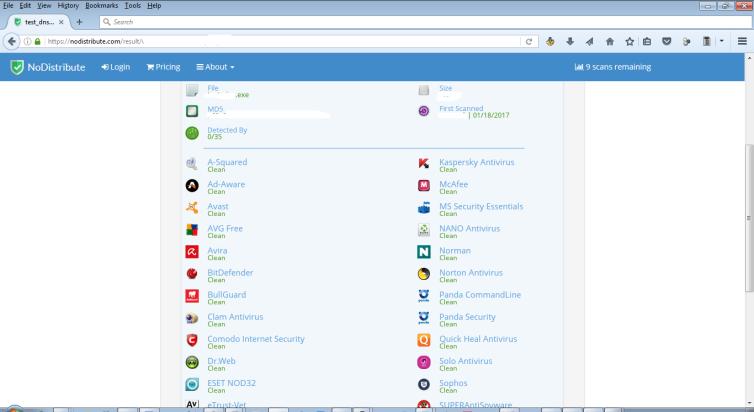 File Edit View History Bookmarks Tools Help
test_dns...
Search
https://nodistribute.com/result/
NoDistribute Login Pricing About 9 scans remaining
File
.exe
Size
MD5
First Scanned
| 01/18/2017
Detected By
0/35
A-Squared
Clean
Kaspersky Antivirus
Clean
Ad-Aware
Clean
McAfee
Clean
Avast
Clean
MS Security Essentials
Clean
AVG Free
Clean
NANO Antivirus
Clean
Avira
Clean
Norman
Clean
BitDefender
Clean
Norton Antivirus
Clean
BullGuard
Clean
Panda CommandLine
Clean
Clam Antivirus
Clean
Panda Security
Clean
Comodo Internet Security
Clean
Quick Heal Antivirus
Clean
Dr.Web
Clean
Solo Antivirus
Clean
ESET NOD32
Clean
Sophos
Clean
eTrust-Vet
SUPERAntiSpyware